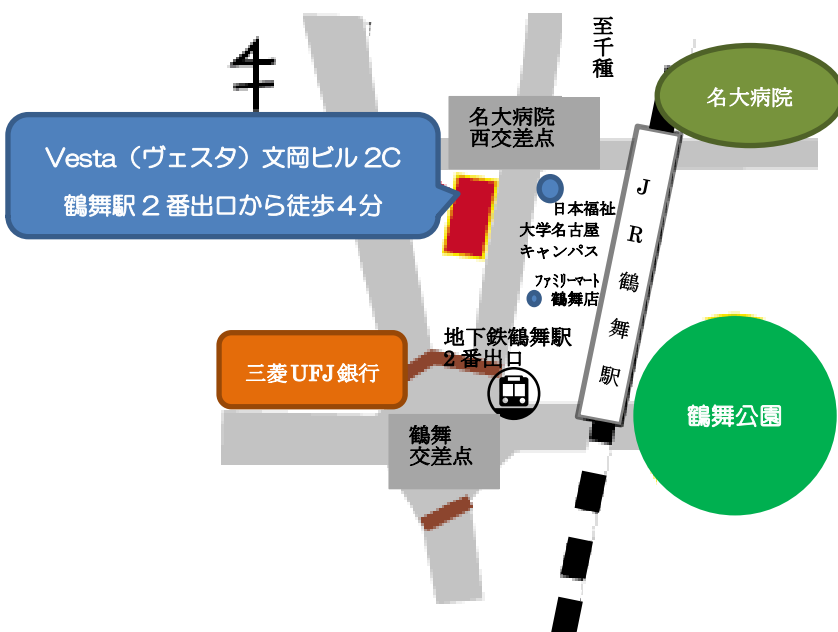 至千種
名大病院
名大病院
西交差点
Vesta（ヴェスタ）文岡ビル 2C
鶴舞駅 2 番出口から徒歩4分
日本福祉
大学名古屋
キャンパス
ファミリーマート
鶴舞店
JR鶴舞駅
地下鉄鶴舞駅
2 番出口
三菱 UFJ 銀行
鶴舞公園
鶴舞
交差点